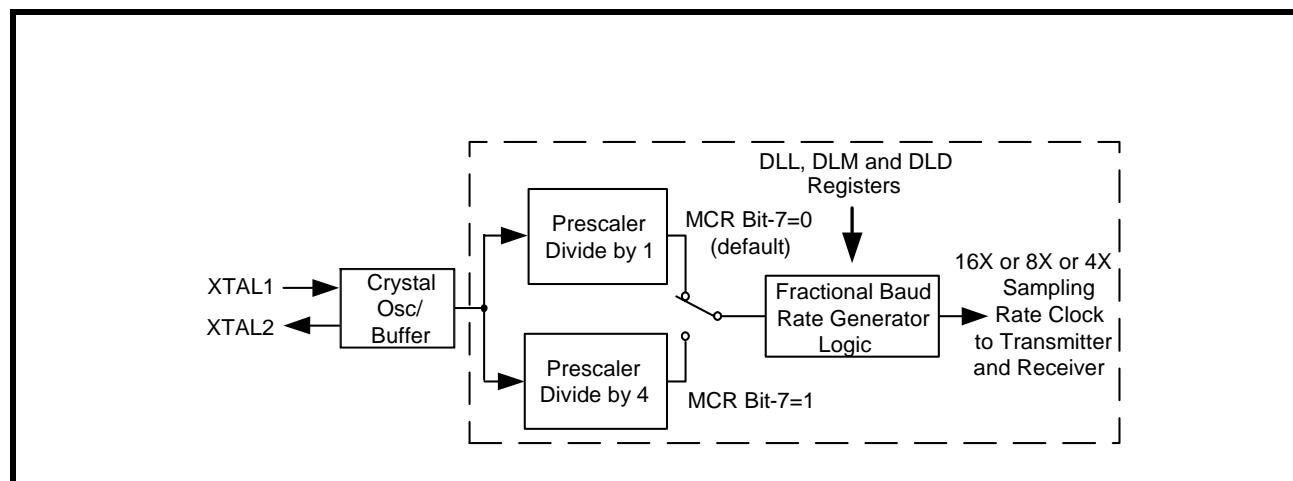 DLL, DLM and DLD
Registers
Prescaler
Divide by 1
MCR Bit-7=0
(default)
16X or 8X or 4X
Sampling
Rate Clock
to Transmitter
and Receiver
XTAL1
XTAL2
Crystal
Osc/
Buffer
Fractional Baud
Rate Generator
Logic
Prescaler
Divide by 4
MCR Bit-7=1